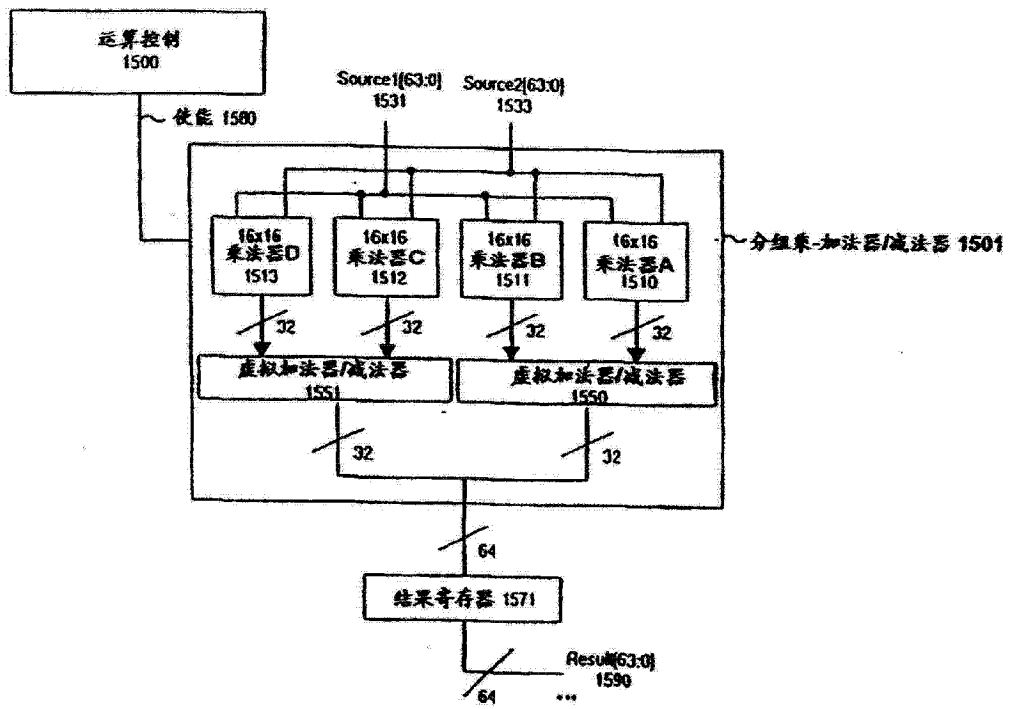 运算控制
1500
Source1[63:0]
1531
Source2[63:0]
1533
使能 1580
16x16
乘法器D
1513
16x16
乘法器C
1512
16x16
乘法器B
1511
16x16
乘法器A
1510
分组乘-加法器/减法器 1501
32
32
32
32
虚拟加法器/减法器
1551
虚拟加法器/减法器
1550
32
32
64
结果寄存器 1571
Result[63:0]
1590
64
...